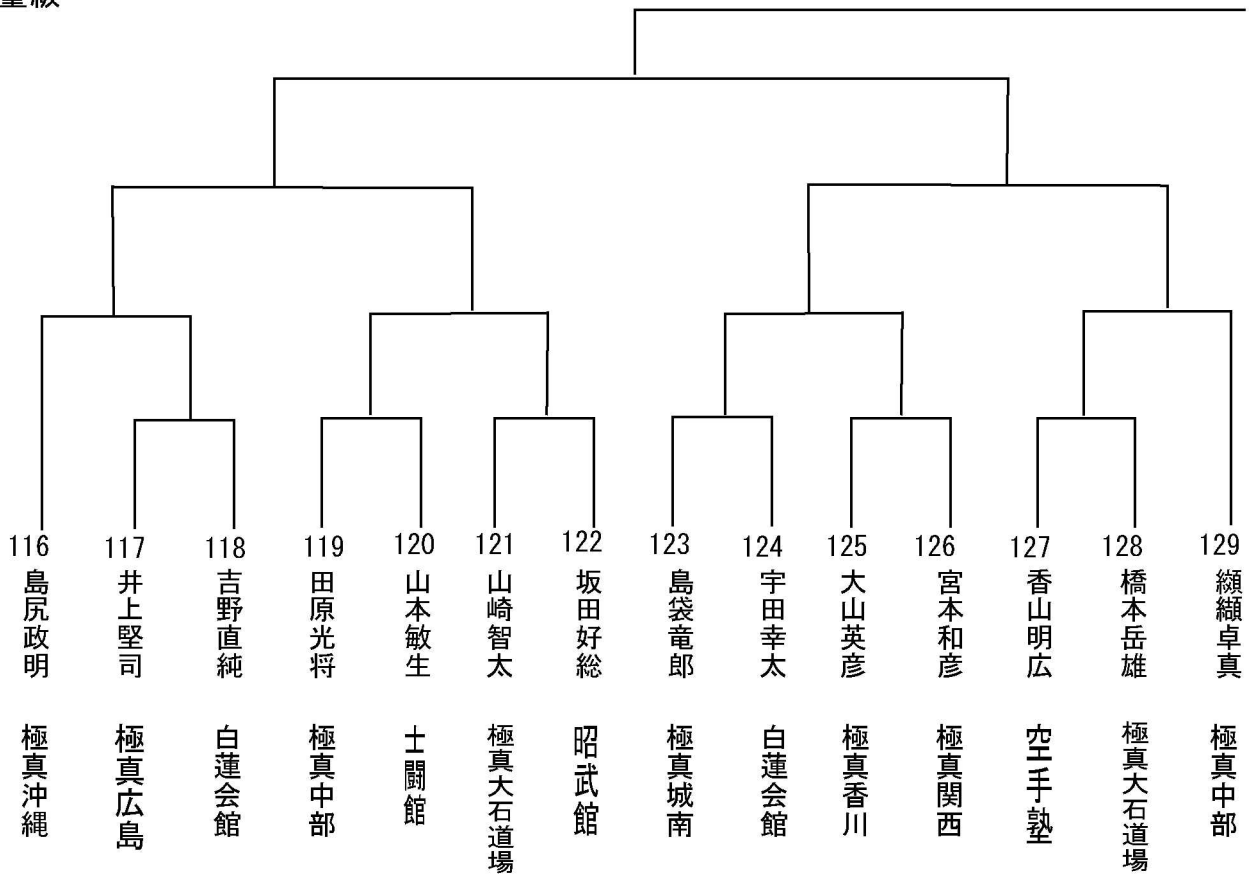 116
島尻政明
極真沖縄
117
井上堅司
極真広島
118
吉野直純
白蓮会館
119
田原光将
極真中部
120
山本敏生
士闘館
121
山崎智太
極真大石道場
122
坂田好総
昭武館
123
島袋竜郎
極真城南
124
宇田幸太
白蓮会館
125
大山英彦
極真香川
126
宮本和彦
極真関西
127
香山明広
空手塾
128
橋本岳雄
極真大石道場
129
纐纈卓真
極真中部